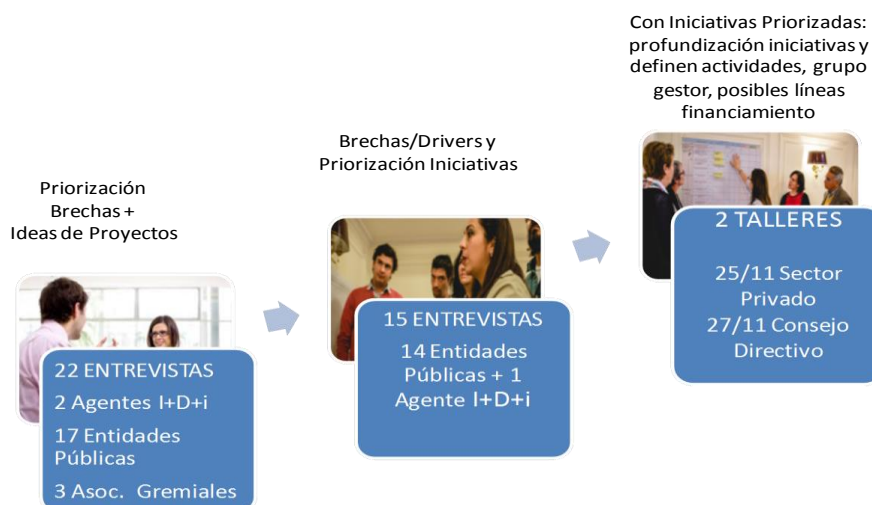 Priorización
Brechas +
Ideas de Proyectos
22 ENTREVISTAS
2 Agentes I+D+i
17 Entidades
Públicas
3 Asoc. Gremiales
Brechas/Drivers y
Priorización Iniciativas
15 ENTREVISTAS
14 Entidades
Públicas + 1
Agente I+D+i
Con Iniciativas Priorizadas:
profundización iniciativas y
definen actividades, grupo
gestor, posibles líneas
financiamiento
2 TALLERES
25/11 Sector
Privado
27/11 Consejo
Directivo